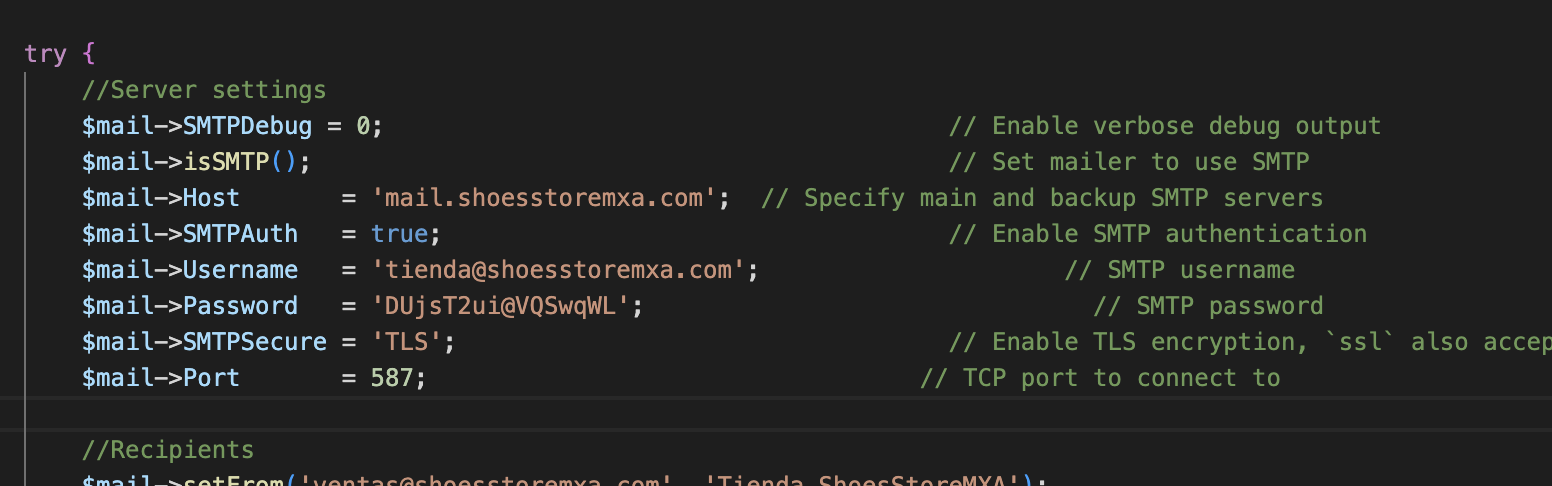 try {
//Server settings
$mail->SMTPDebug = 0; // Enable verbose debug output
$mail->isSMTP(); // Set mailer to use SMTP
$mail->Host = 'mail.shoesstoremxa.com'; // Specify main and backup SMTP servers
$mail->SMTPAuth = true; // Enable SMTP authentication
$mail->Username = 'tienda@shoesstoremxa.com'; // SMTP username
$mail->Password = 'DUjsT2ui@VQSwqWL'; // SMTP password
$mail->SMTPSecure = 'TLS'; // Enable TLS encryption, `ssl` also accep
$mail->Port = 587; // TCP port to connect to
//Recipients
$mail->setFrom('ventas@shoesstoremxa.com', 'Tienda ShoesStoreMXA');